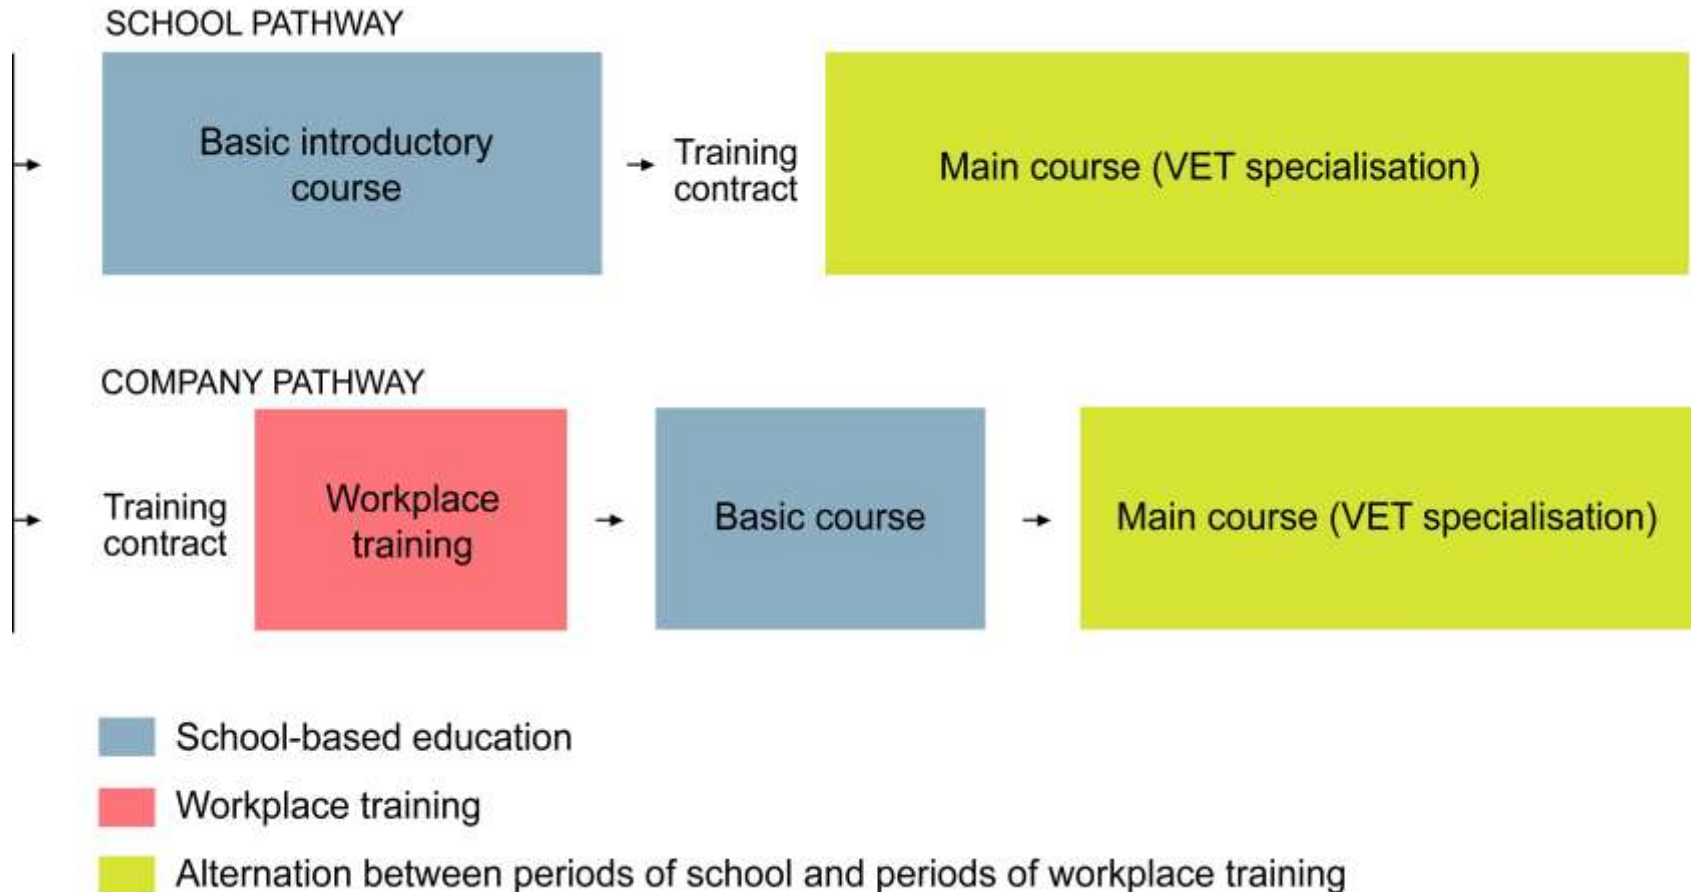 SCHOOL PATHWAY
Basic introductory
course
Training
contract
Main course (VET specialisation)
COMPANY PATHWAY
Training
contract
Workplace
training
Basic course
Main course (VET specialisation)
School-based education
Workplace training
Alternation between periods of school and periods of workplace training